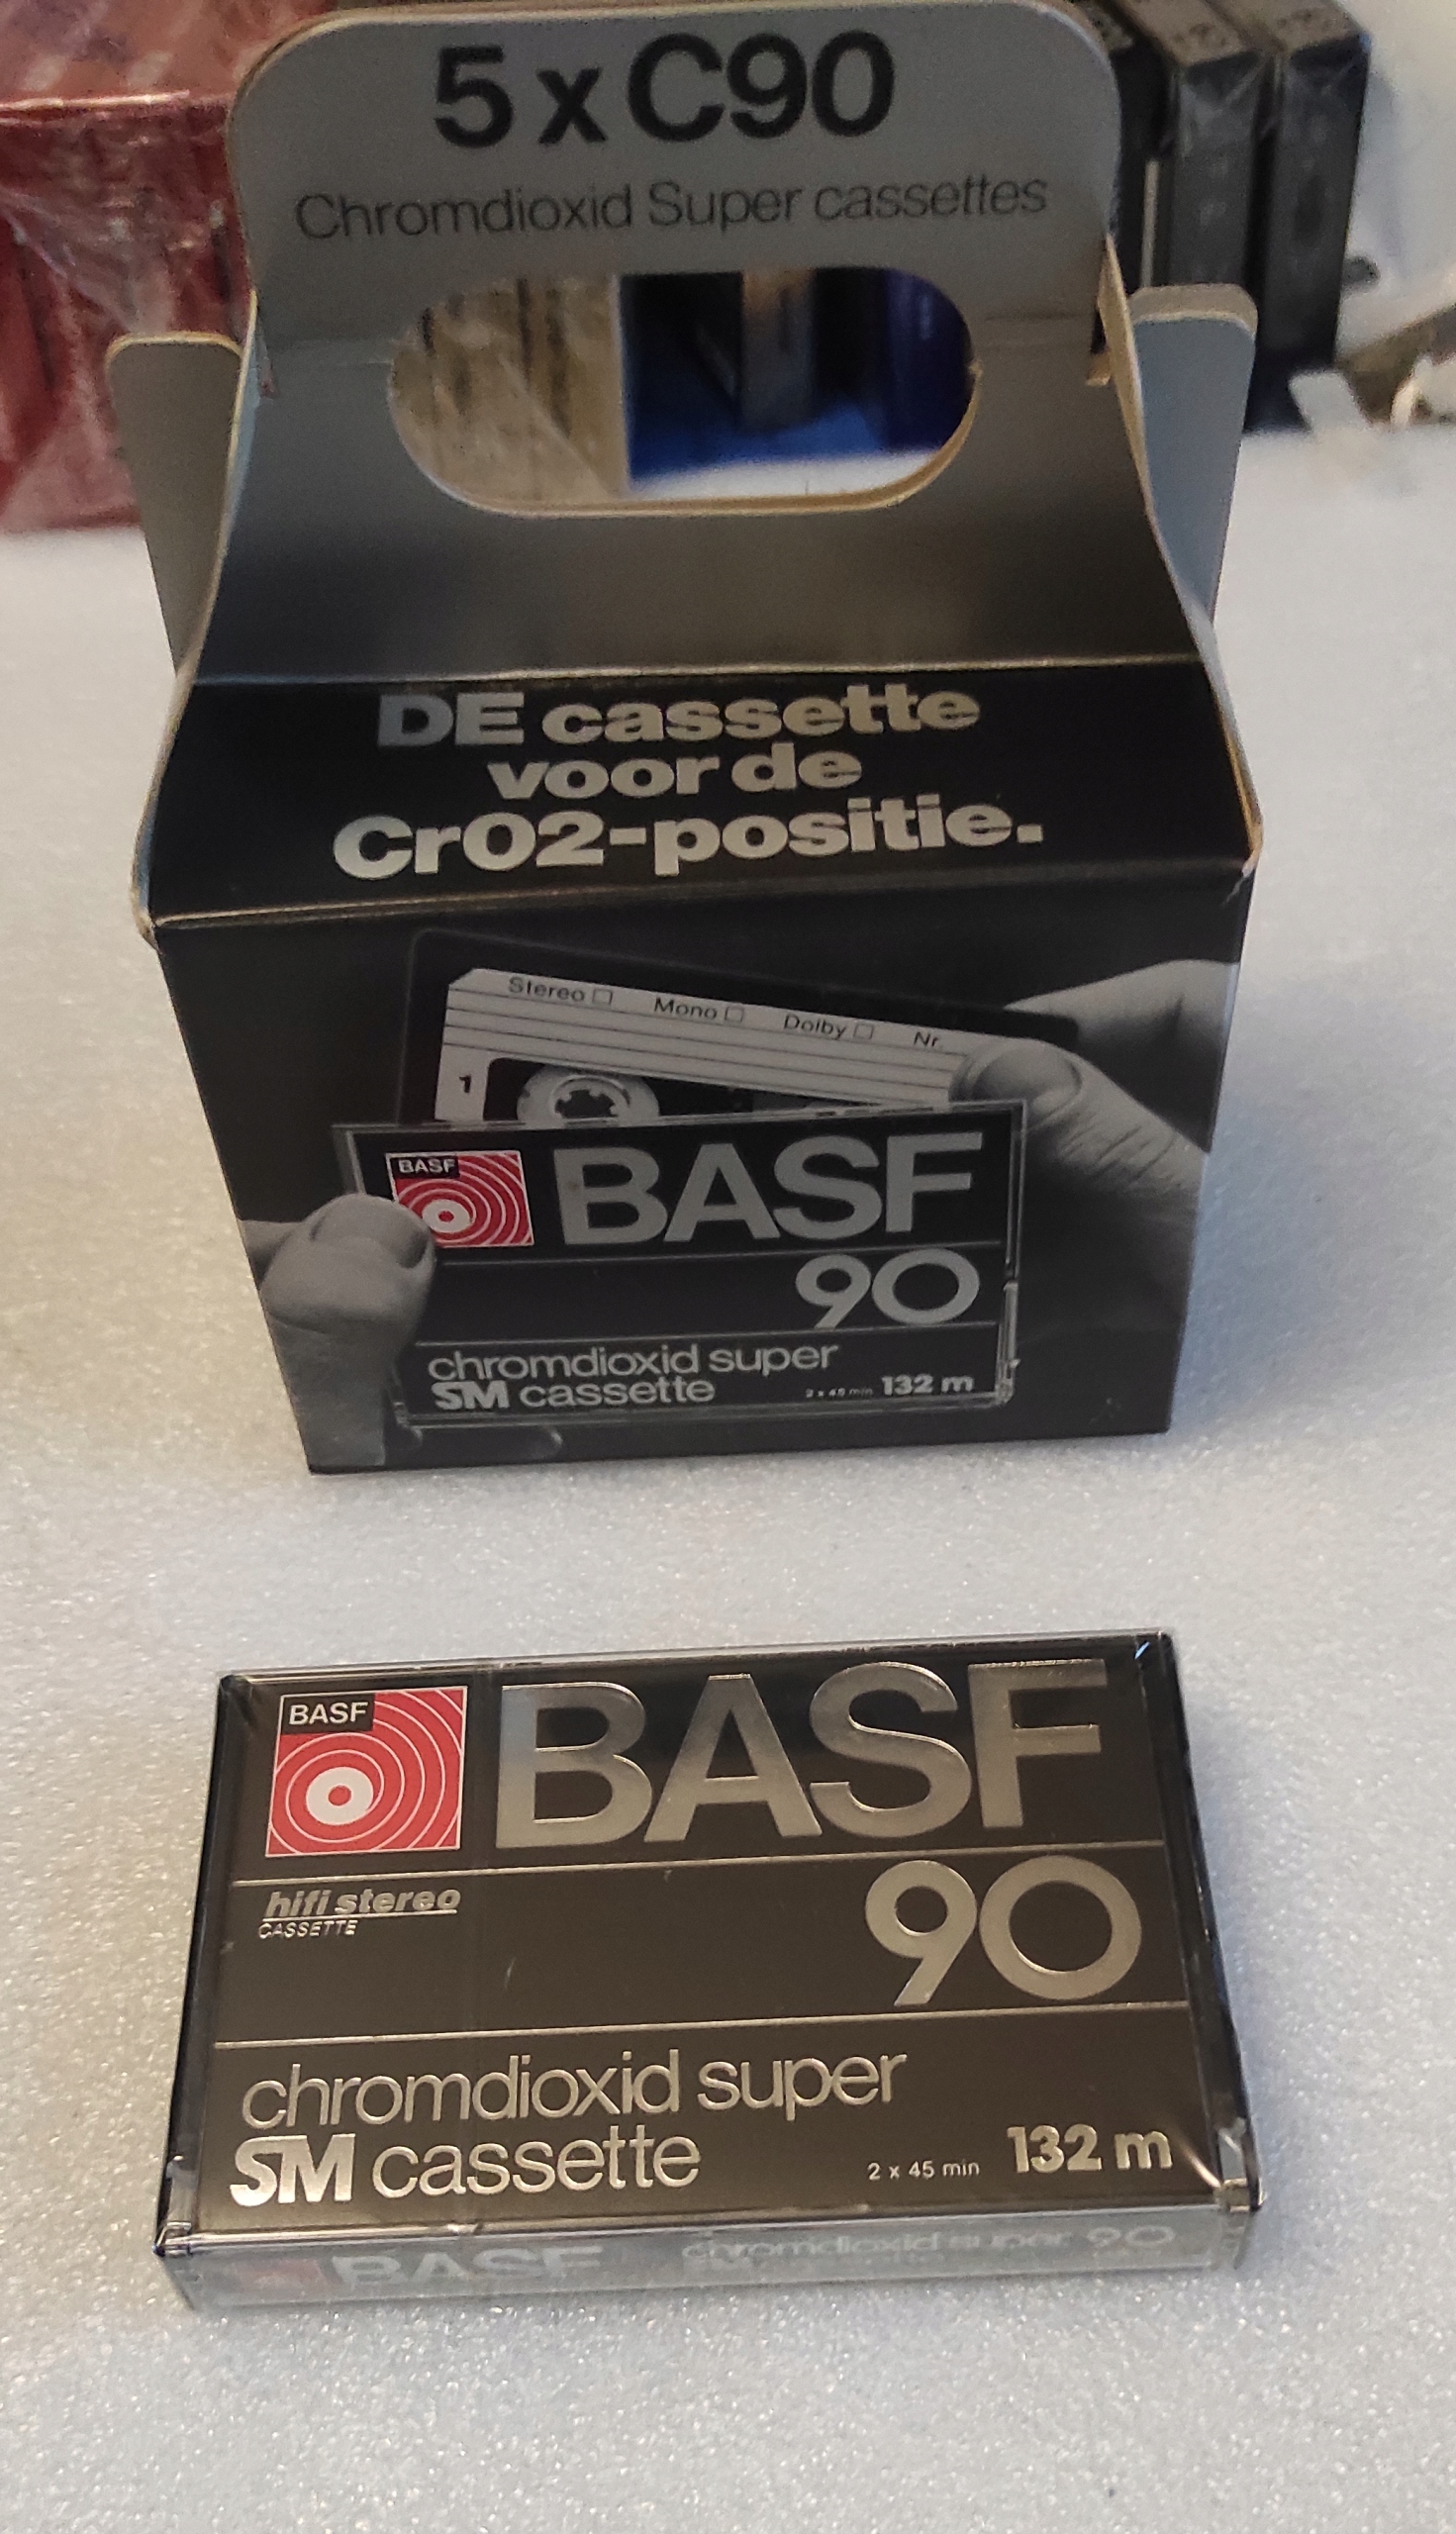 5 x C90
Chromdioxid Super cassettes
DE cassette
voor de
CrO2-positie.
Stereo Mono Dolby Nr.
1
BASF
BASF
90
chromdioxid super
SM cassette
2 x 45 min 132 m
BASF
BASF
hifi stereo
CASSETTE
90
chromdioxid super
SM cassette
2 x 45 min 132 m
BASF chromdioxid super 90